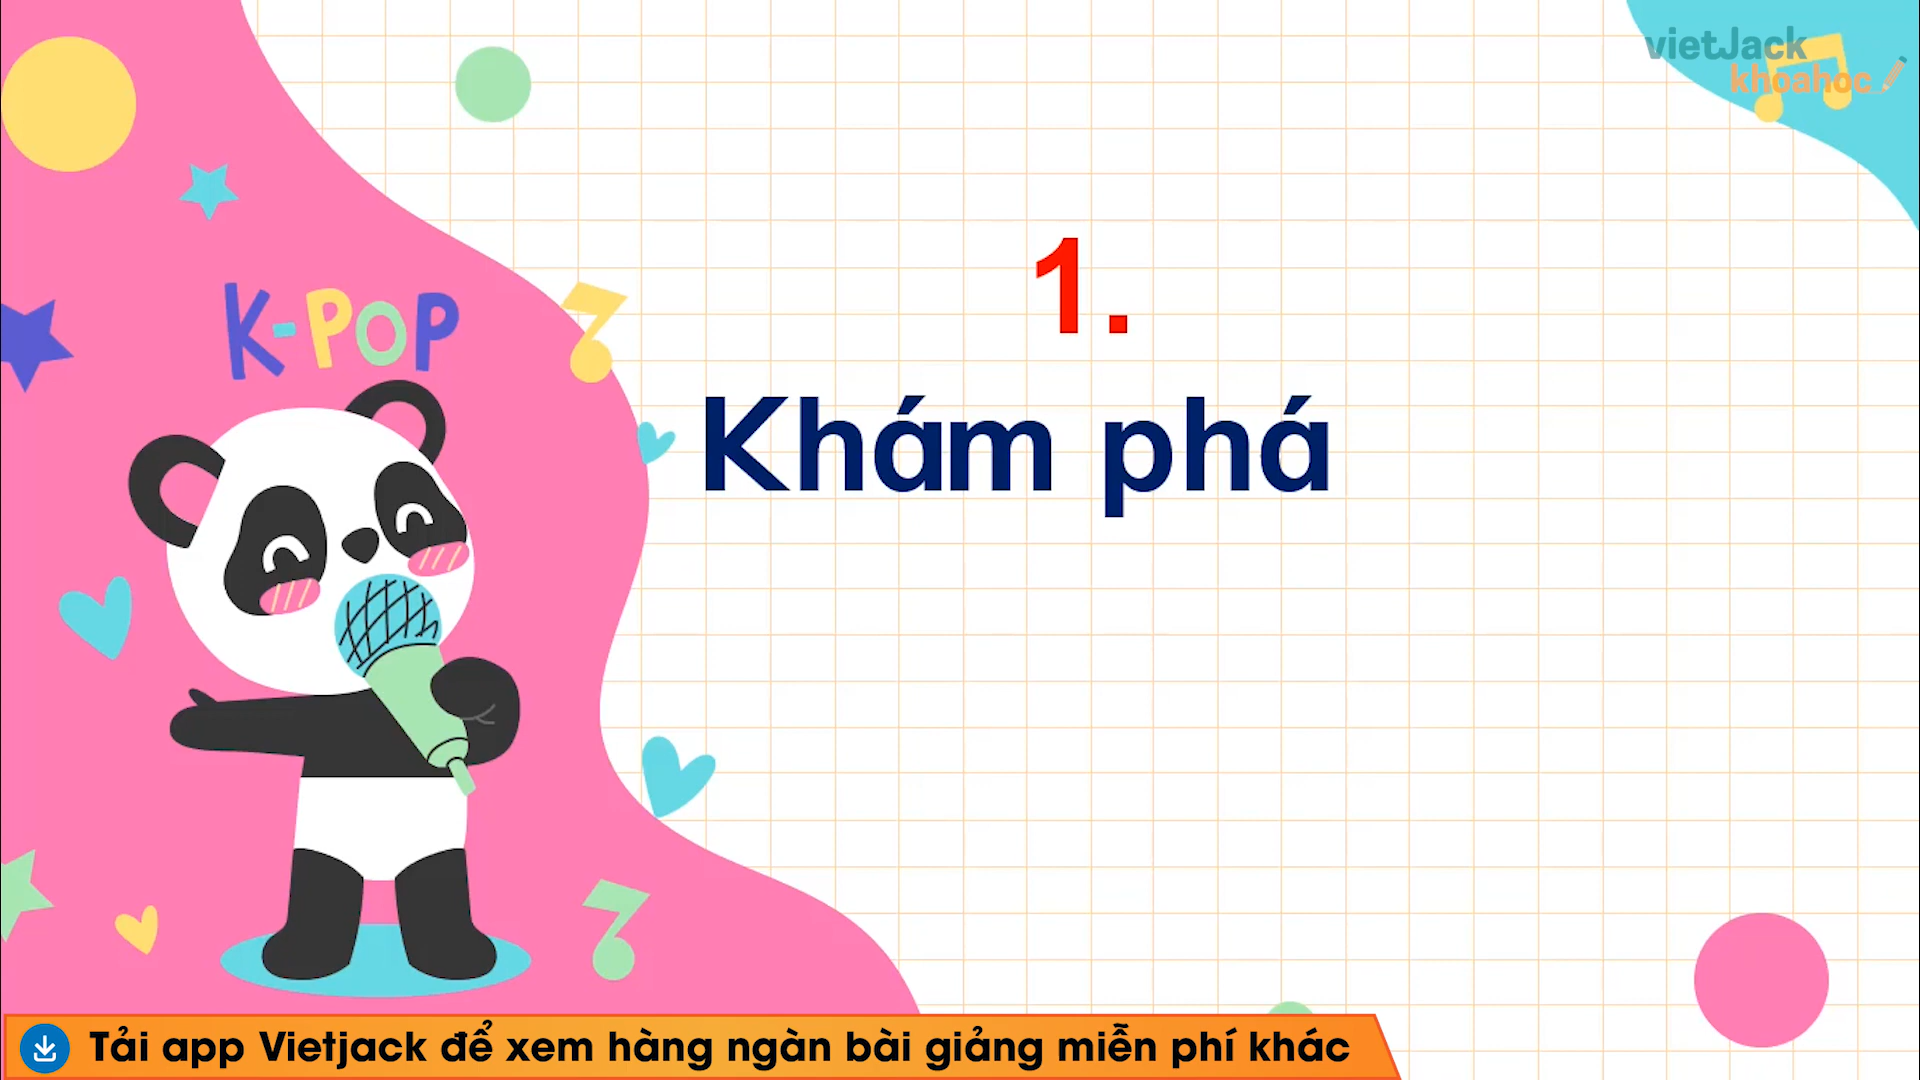 vietJack
khoahoc
1.
K-POP
Khám phá
Tải app Vietjack để xem hàng ngàn bài giảng miễn phí khác